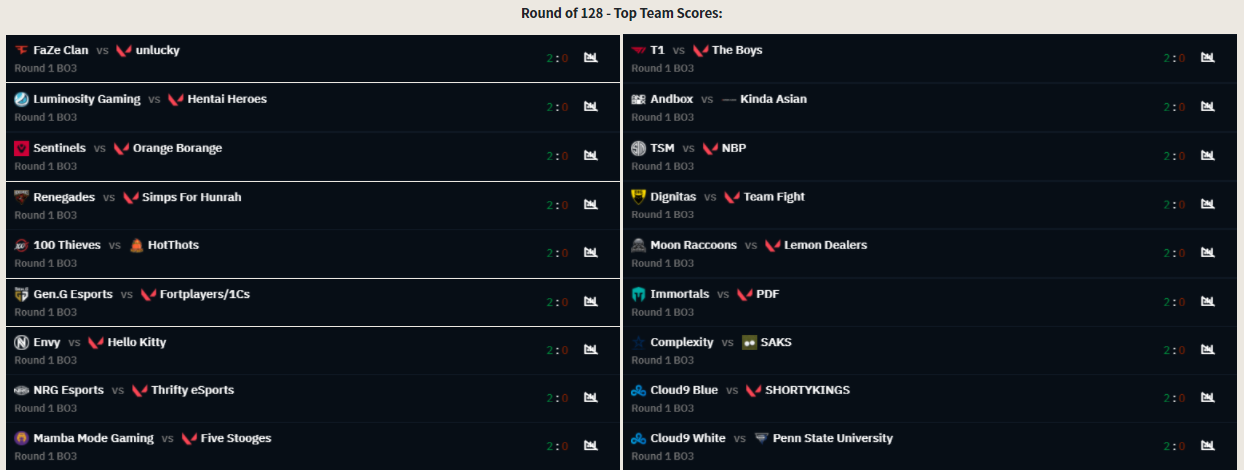 Round of 128 - Top Team Scores:
FaZe Clan vs unlucky 2:0
Round 1 BO3
Luminosity Gaming vs Hentai Heroes 2:0
Round 1 BO3
Sentinels vs Orange Borange 2:0
Round 1 BO3
Renegades vs Simps For Hunrah 2:0
Round 1 BO3
100 Thieves vs HotThots 2:0
Round 1 BO3
Gen.G Esports vs Fortplayers/1Cs 2:0
Round 1 BO3
Envy vs Hello Kitty 2:0
Round 1 BO3
NRG Esports vs Thrifty eSports 2:0
Round 1 BO3
Mamba Mode Gaming vs Five Stooges 2:0
Round 1 BO3
T1 vs The Boys 2:0
Round 1 BO3
Andbox vs Kinda Asian 2:0
Round 1 BO3
TSM vs NBP 2:0
Round 1 BO3
Dignitas vs Team Fight 2:0
Round 1 BO3
Moon Raccoons vs Lemon Dealers 2:0
Round 1 BO3
Immortals vs PDF 2:0
Round 1 BO3
Complexity vs SAKS 2:0
Round 1 BO3
Cloud9 Blue vs SHORTYKINGS 2:0
Round 1 BO3
Cloud9 White vs Penn State University 2:0
Round 1 BO3